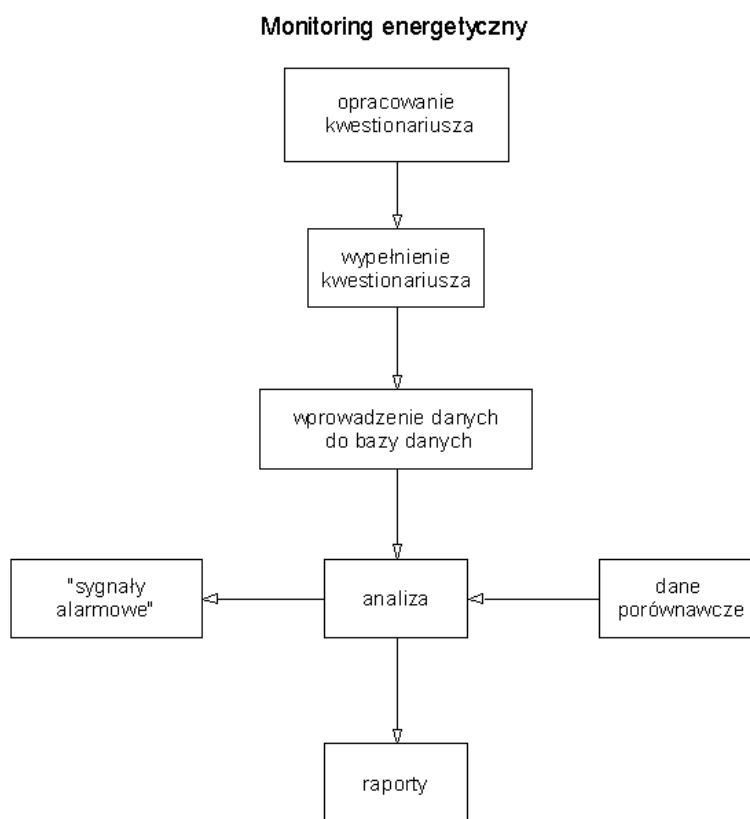 Monitoring energetyczny
opracowanie
kwestionariusza
wypełnienie
kwestionariusza
wprowadzenie danych
do bazy danych
"sygnały
alarmowe"
analiza
dane
porównawcze
raporty